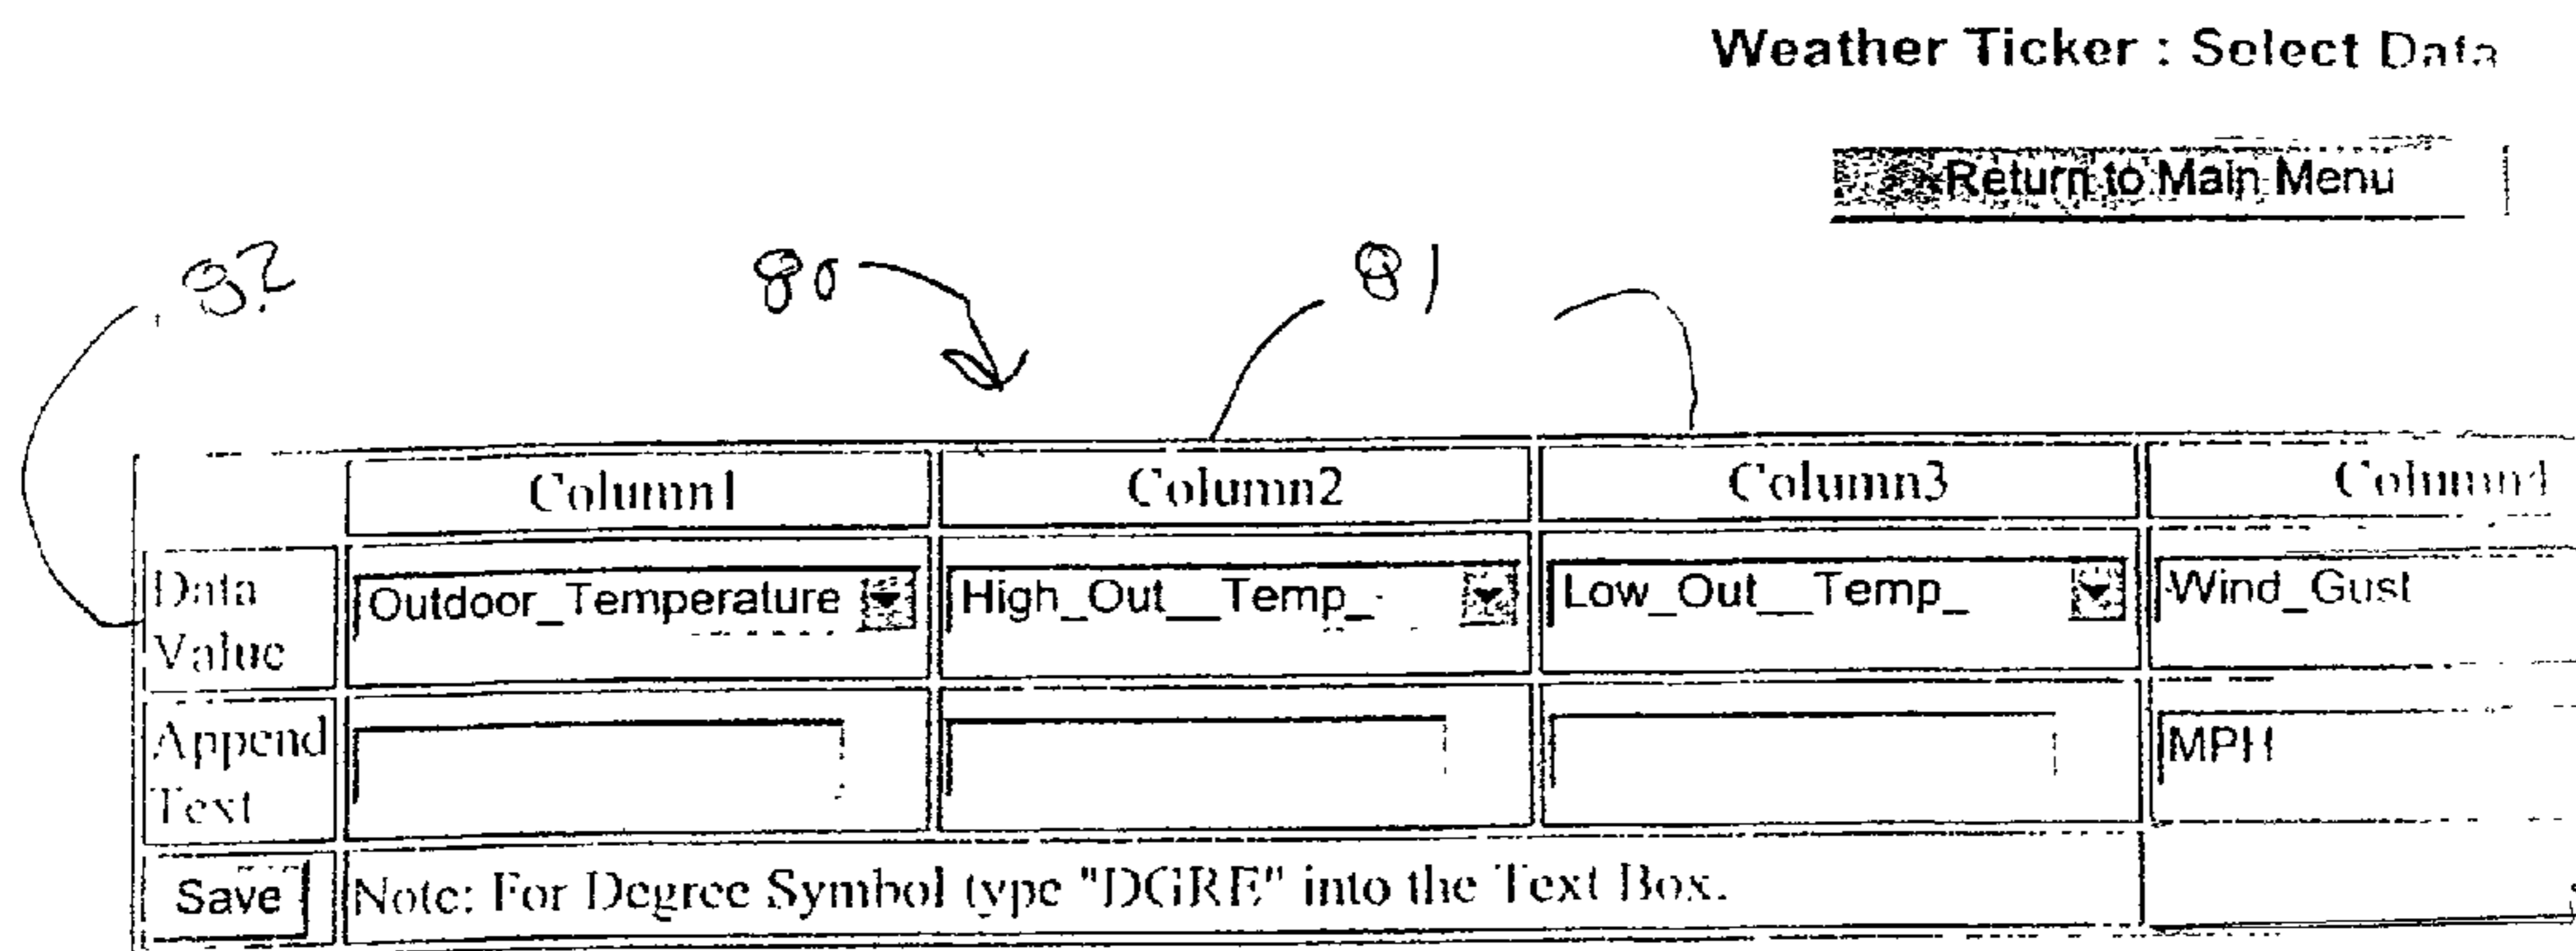 Weather Ticker : Select Data
Return to Main Menu
82 80 81
Column1 Column2 Column3 Column4
Data Value Outdoor_Temperature High_Out__Temp_ Low_Out__Temp_ Wind_Gust
Append Text MPH
Save Note: For Degree Symbol type "DGRE" into the Text Box.